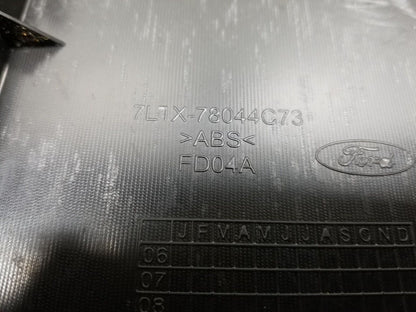 7L1X-78044C73
>ABS<
FD04A
Ford
J F M A M J J A S O N D
06
07
08